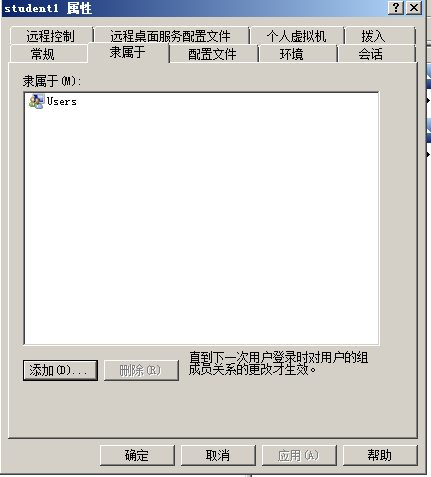 student1 属性
远程控制 远程桌面服务配置文件 个人虚拟机 拨入
常规 隶属于 配置文件 环境 会话
隶属于(M):
Users
添加(D)... 删除(R)
直到下一次用户登录时对用户的组
成员关系的更改才生效。
确定 取消 应用(A) 帮助